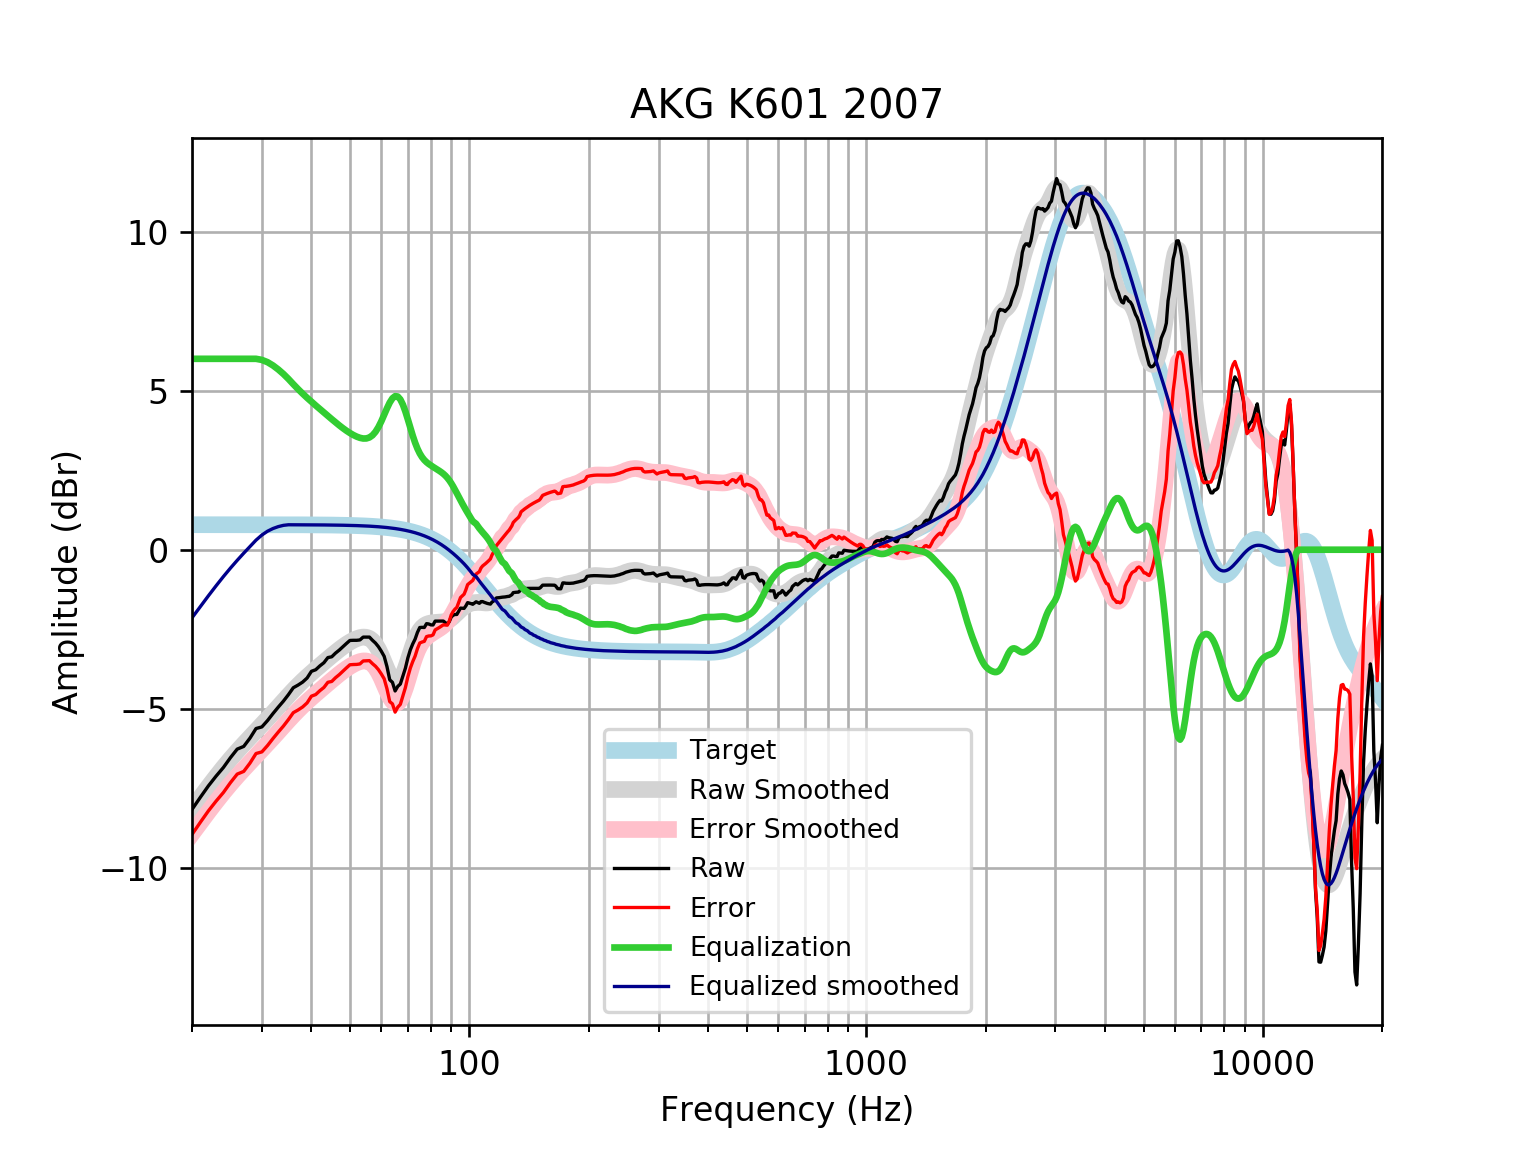 AKG K601 2007
Amplitude (dBr)
10
5
0
−5
−10
Target
Raw Smoothed
Error Smoothed
Raw
Error
Equalization
Equalized smoothed
100
1000
10000
Frequency (Hz)